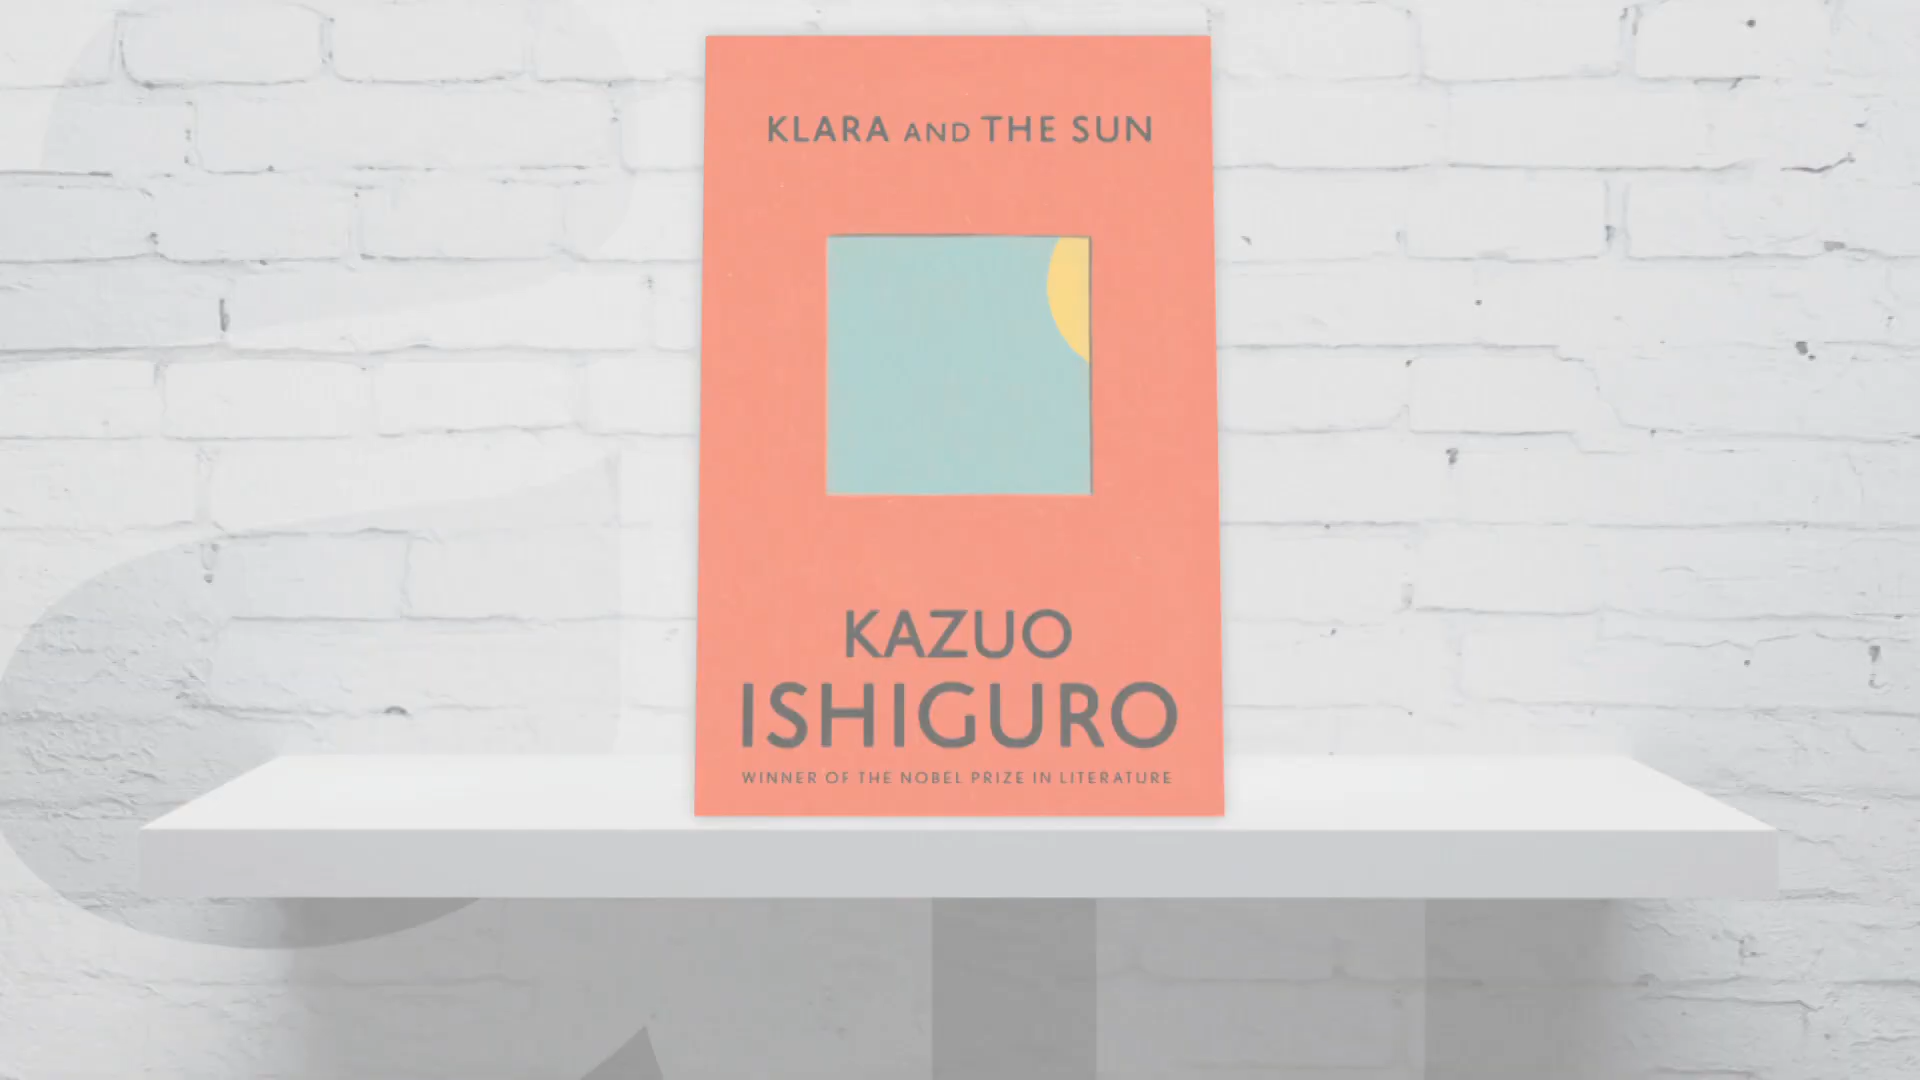 KLARA AND THE SUN
KAZUO
ISHIGURO
WINNER OF THE NOBEL PRIZE IN LITERATURE